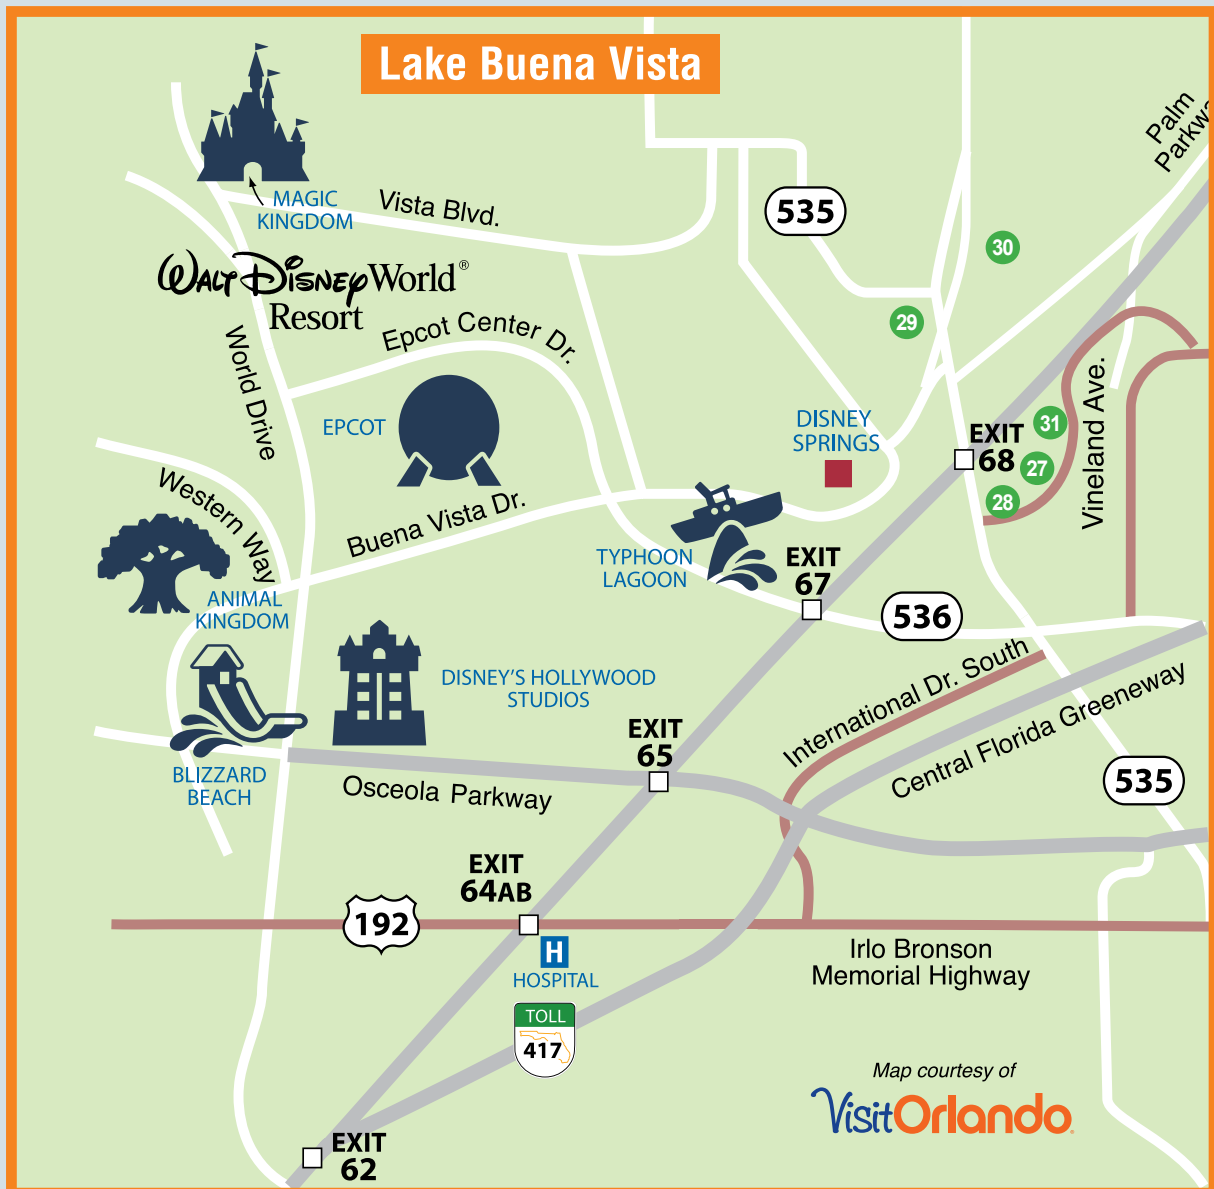 Lake Buena Vista
Palm
Parkwa
MAGIC
KINGDOM
Vista Blvd.
535
30
WALT DISNEY World®
Resort
29
Epcot Center Dr.
World Drive
EPCOT
DISNEY
SPRINGS
EXIT
68
31
27
28
Vineland Ave.
Western Way
Buena Vista Dr.
TYPHOON
LAGOON
EXIT
67
536
ANIMAL
KINGDOM
DISNEY'S HOLLYWOOD
STUDIOS
International Dr. South
Central Florida Greeneway
EXIT
65
BLIZZARD
BEACH
Osceola Parkway
535
EXIT
64AB
192
H
HOSPITAL
Irlo Bronson
Memorial Highway
TOLL
417
Map courtesy of
VisitOrlando
EXIT
62